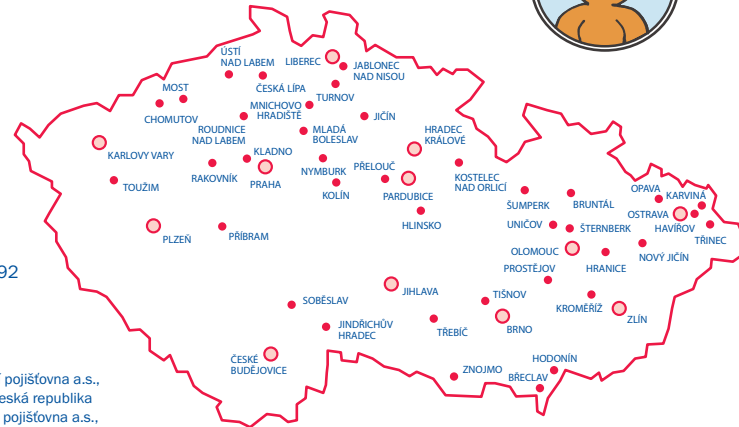 ÚSTÍ
NAD LABEM
LIBEREC
JABLONEC
NAD NISOU
MOST
ČESKÁ LÍPA
TURNOV
CHOMUTOV
MNICHOVO
HRADIŠTĚ
JIČÍN
ROUDNICE
NAD LABEM
MLADÁ
BOLESLAV
HRADEC
KRÁLOVÉ
KARLOVY VARY
KLADNO
RAKOVNÍK
PRAHA
NYMBURK
PŘELOUČ
KOSTELEC
NAD ORLICÍ
TOUŽIM
KOLÍN
PARDUBICE
OPAVA
KARVINÁ
ŠUMPERK
BRUNTÁL
OSTRAVA
HAVÍŘOV
HLINSKO
UNIČOV
ŠTERNBERK
TŘINEC
PLZEŇ
PŘÍBRAM
OLOMOUC
NOVÝ JIČÍN
PROSTĚJOV
HRANICE
92
JIHLAVA
TIŠNOV
SOBĚSLAV
KROMĚŘÍŽ
ZLÍN
JINDŘICHŮV
HRADEC
TŘEBÍČ
BRNO
ČESKÉ
BUDĚJOVICE
HODONÍN
ZNOJMO
BŘECLAV
pojišťovna a.s.,
eská republika
pojišťovna a.s.,